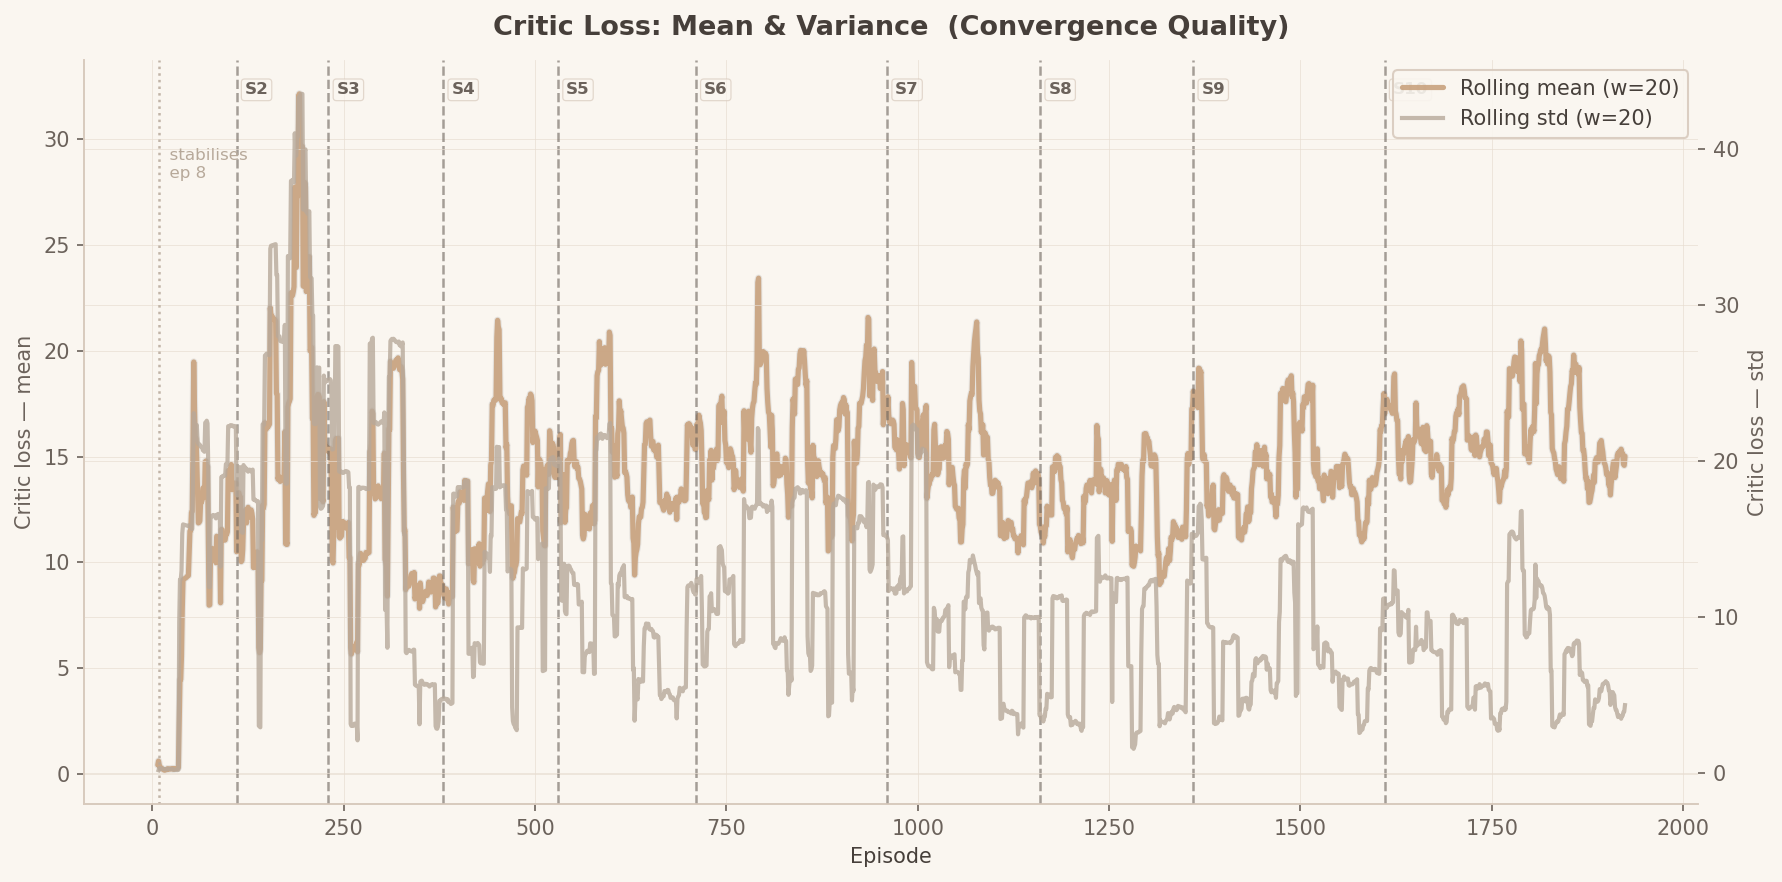 Critic Loss: Mean & Variance  (Convergence Quality)
S2
S3
S4
S5
S6
S7
S8
S9
S10
Rolling mean (w=20)
Rolling std (w=20)
stabilises
ep 8
Critic loss — mean
30
25
20
15
10
5
0
Critic loss — std
40
30
20
10
0
0
250
500
750
1000
1250
1500
1750
2000
Episode